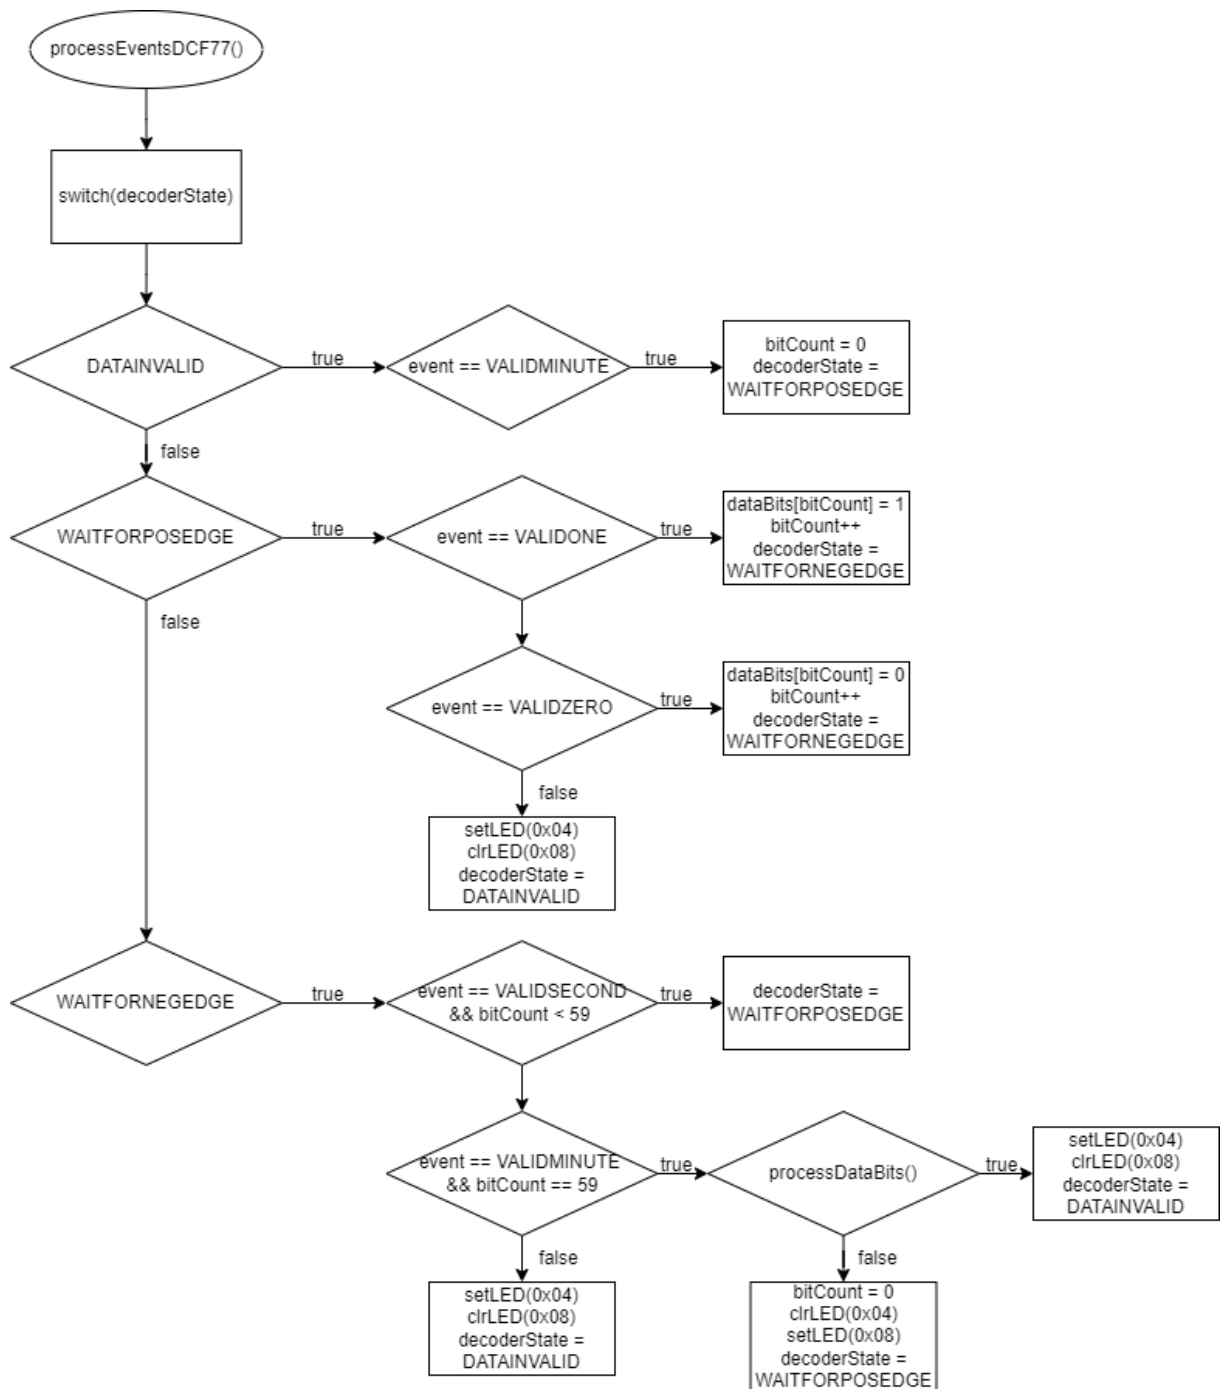 processEventsDCF77()
switch(decoderState)
DATAINVALID
true
event == VALIDMINUTE
true
bitCount = 0
decoderState =
WAITFORPOSEDGE
false
WAITFORPOSEDGE
true
event == VALIDONE
true
dataBits[bitCount] = 1
bitCount++
decoderState =
WAITFORNEGEDGE
false
event == VALIDZERO
true
dataBits[bitCount] = 0
bitCount++
decoderState =
WAITFORNEGEDGE
false
setLED(0x04)
clrLED(0x08)
decoderState =
DATAINVALID
WAITFORNEGEDGE
true
event == VALIDSECOND
&& bitCount < 59
true
decoderState =
WAITFORPOSEDGE
event == VALIDMINUTE
&& bitCount == 59
true
processDataBits()
true
setLED(0x04)
clrLED(0x08)
decoderState =
DATAINVALID
false
setLED(0x04)
clrLED(0x08)
decoderState =
DATAINVALID
false
bitCount = 0
clrLED(0x04)
setLED(0x08)
decoderState =
WAITFORPOSEDGE